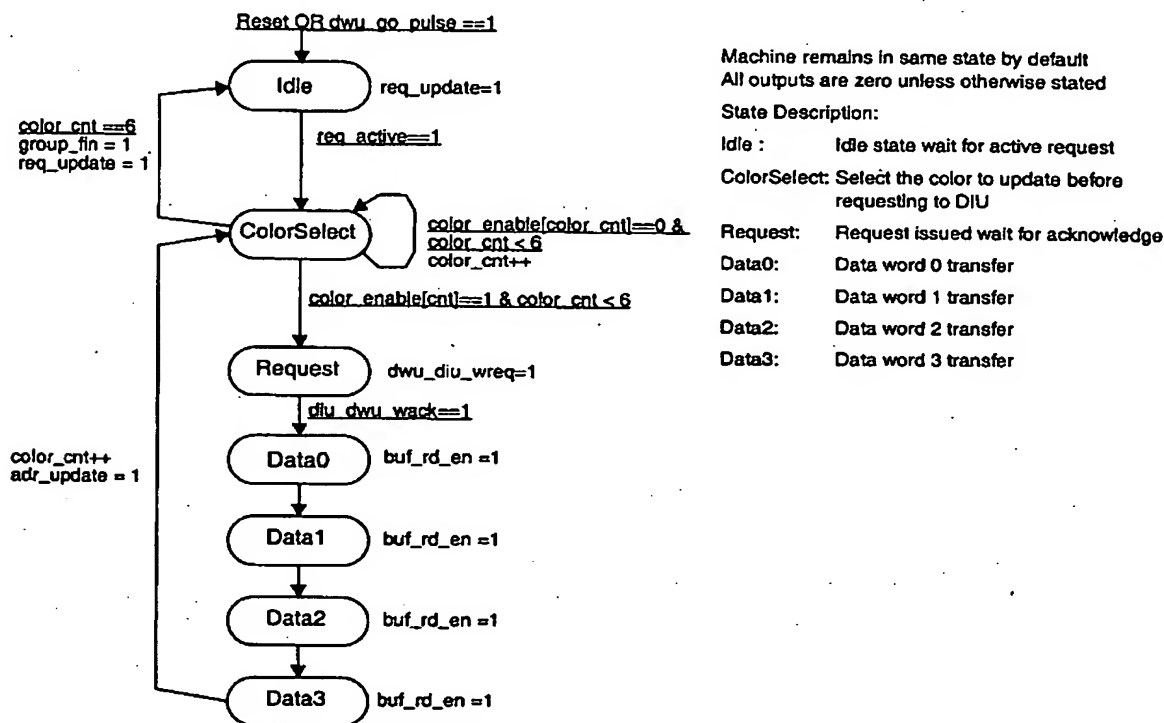 Reset OR dwu_go_pulse ==1
Idle
req_update=1
color_cnt ==6
group_fin = 1
req_update = 1
req_active==1
ColorSelect
color_enable[color_cnt]==0 &
color_cnt < 6
color_cnt++
color_enable[cnt]==1 & color_cnt < 6
Request
dwu_diu_wreq=1
diu_dwu_wack==1
color_cnt++
adr_update = 1
Data0
buf_rd_en =1
Data1
buf_rd_en =1
Data2
buf_rd_en =1
Data3
buf_rd_en =1
Machine remains in same state by default
All outputs are zero unless otherwise stated
State Description:
Idle : Idle state wait for active request
ColorSelect: Select the color to update before
requesting to DIU
Request: Request issued wait for acknowledge
Data0: Data word 0 transfer
Data1: Data word 1 transfer
Data2: Data word 2 transfer
Data3: Data word 3 transfer